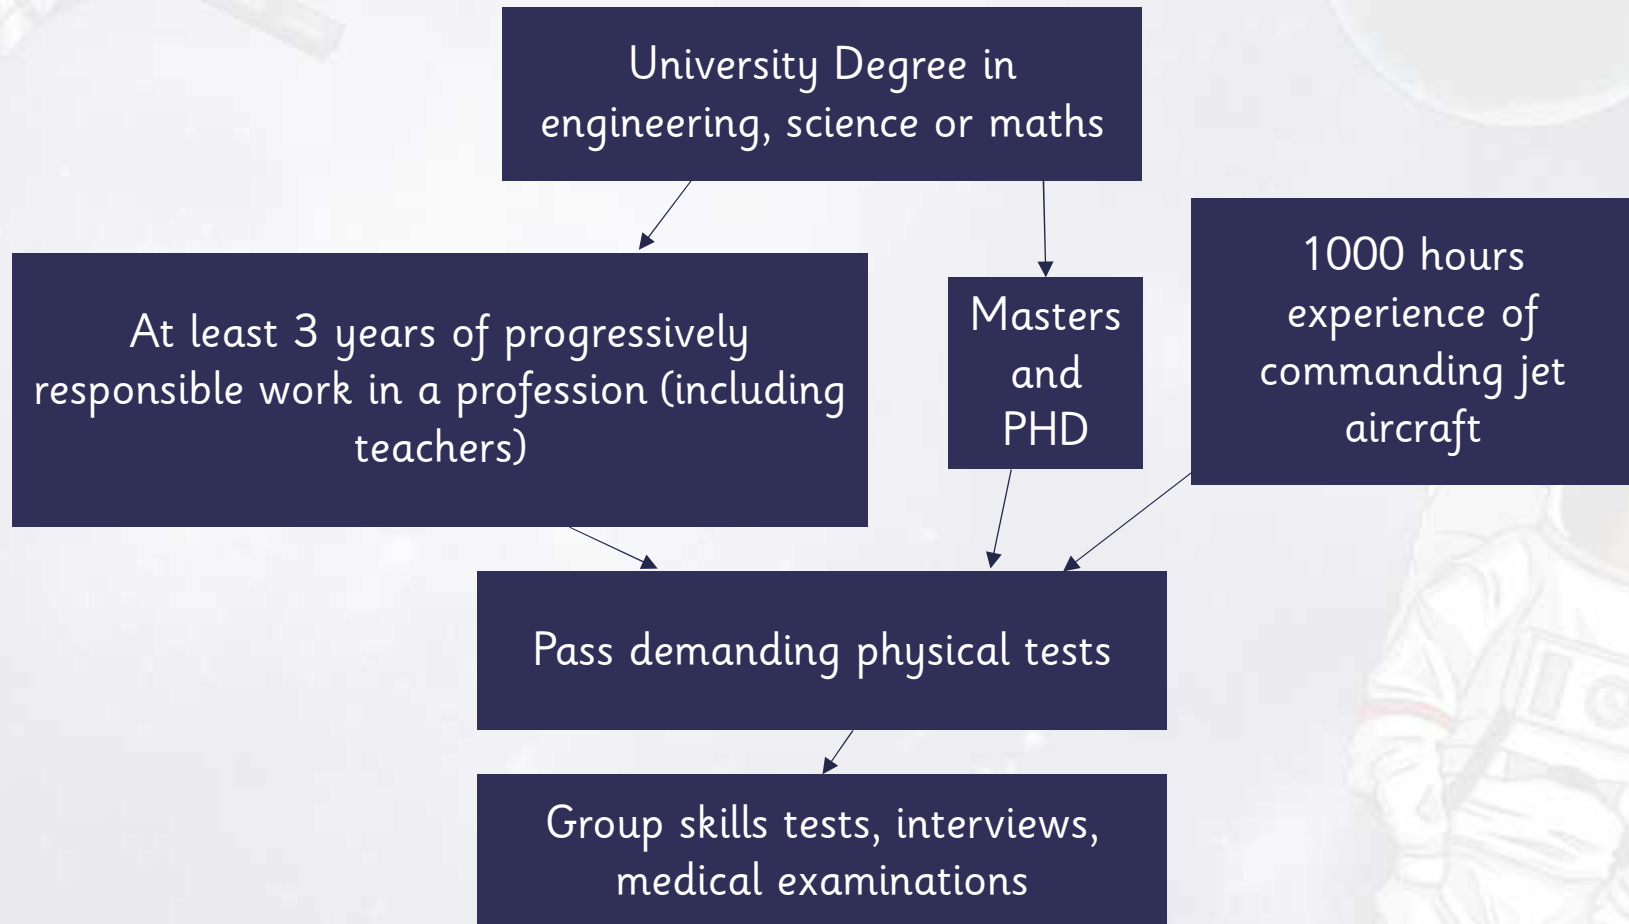 University Degree in
engineering, science or maths
At least 3 years of progressively
responsible work in a profession (including
teachers)
Masters
and
PHD
1000 hours
experience of
commanding jet
aircraft
Pass demanding physical tests
Group skills tests, interviews,
medical examinations